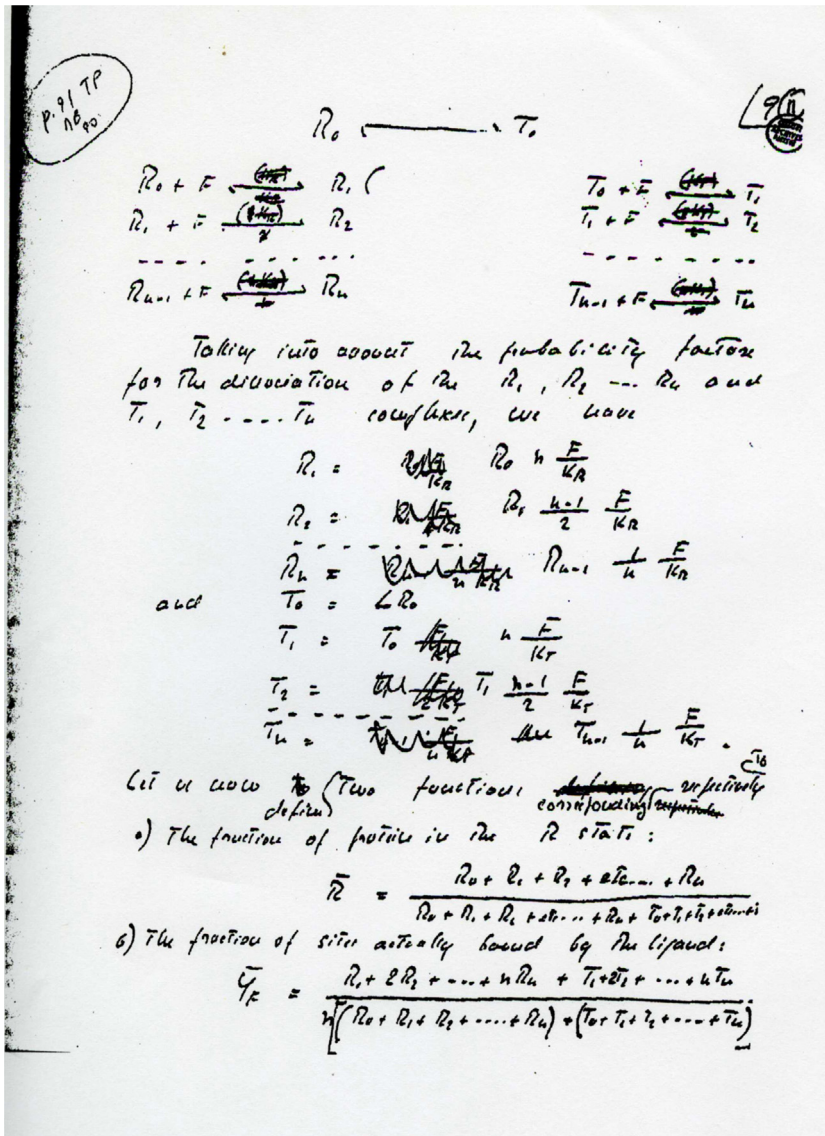 p. 91 TP
R₀ ⟷ T₀
R₀ + F ⟷ R₁ (
T₀ + F ⟷ T₁
R₁ + F ⟷ R₂
T₁ + F ⟷ T₂
-------
-------
Rₙ₋₁ + F ⟷ Rₙ
Tₙ₋₁ + F ⟷ Tₙ
Taking into account the probability factors
for the dissociation of the R₁, R₂ --- Rₙ and
T₁, T₂ ---- Tₙ complexes, we have
R₁ = R₀ n F/K_R
R₂ = R₁ (n-1)/2 F/K_R
-------
Rₙ = Rₙ₋₁ 1/n F/K_R
and T₀ = L R₀
T₁ = T₀ n F/K_T
T₂ = T₁ (n-1)/2 F/K_T
-------
Tₙ = Tₙ₋₁ 1/n F/K_T .
Let us now define two functions corresponding respectively to
a) The fraction of protein in the R state :
R̄ = (R₀ + R₁ + R₂ + etc.... + Rₙ) / (R₀ + R₁ + R₂ + etc... + Rₙ + T₀+T₁+T₂+etc...+
b) The fraction of sites actually bound by the ligand :
Ȳ_F = (R₁ + 2R₂ + ... + nRₙ + T₁+2T₂ + ... + nTₙ) / n[(R₀ + R₁ + R₂ + .... + Rₙ) + (T₀ + T₁ + T₂ + .... + Tₙ)]